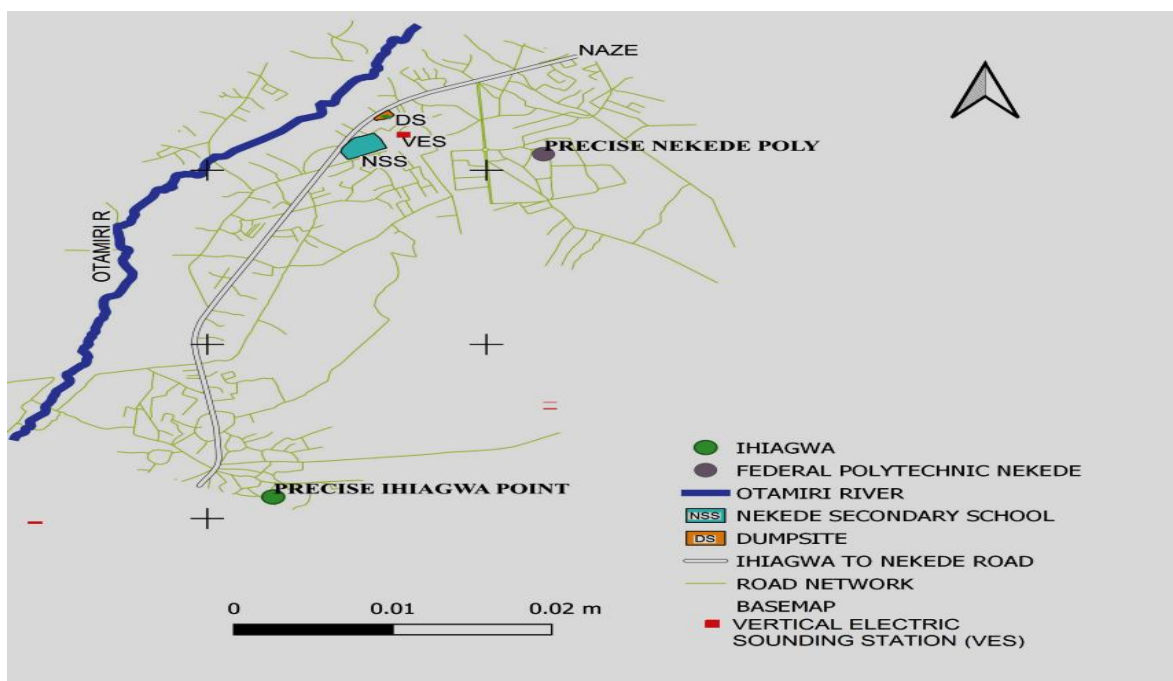 NAZE
DS
VES
NSS
PRECISE NEKEDE POLY
OTAMIRI R
PRECISE IHIAGWA POINT
IHIAGWA
FEDERAL POLYTECHNIC NEKEDE
OTAMIRI RIVER
NSS NEKEDE SECONDARY SCHOOL
DS DUMPSITE
IHIAGWA TO NEKEDE ROAD
ROAD NETWORK
BASEMAP
VERTICAL ELECTRIC
SOUNDING STATION (VES)
0 0.01 0.02 m